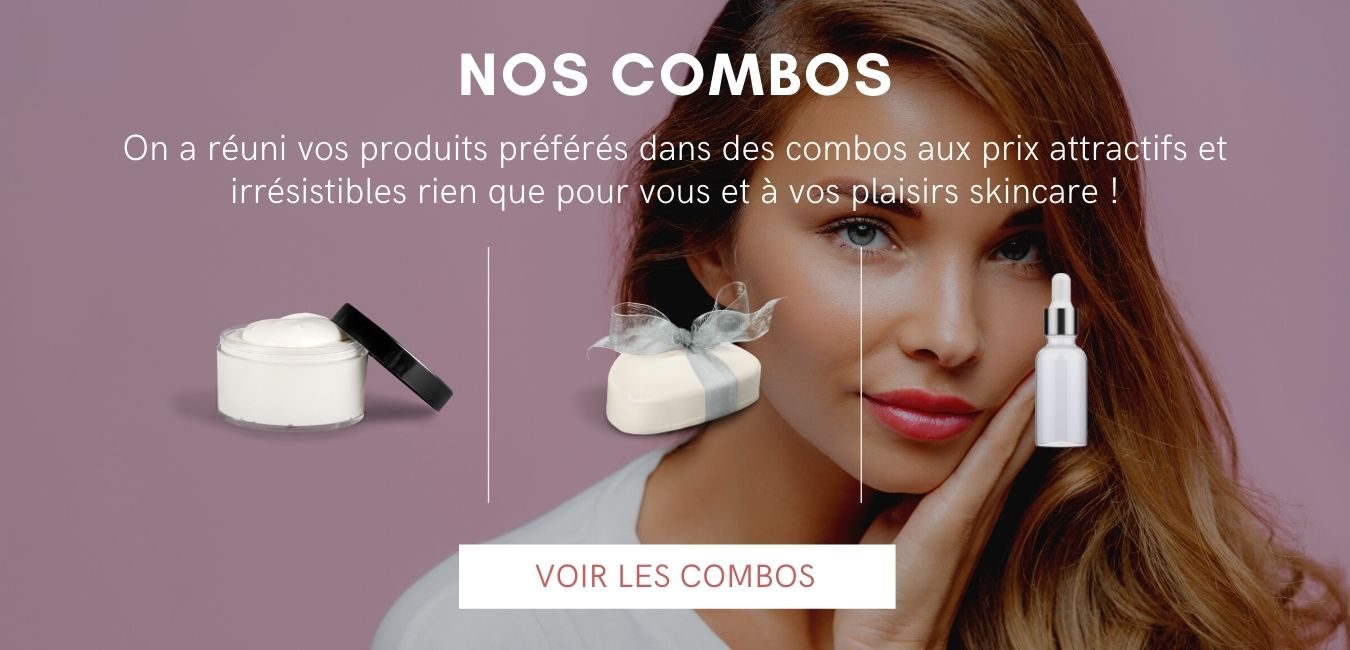 NOS COMBOS
On a réuni vos produits préférés dans des combos aux prix attractifs et
irrésistibles rien que pour vous et à vos plaisirs skincare !
VOIR LES COMBOS